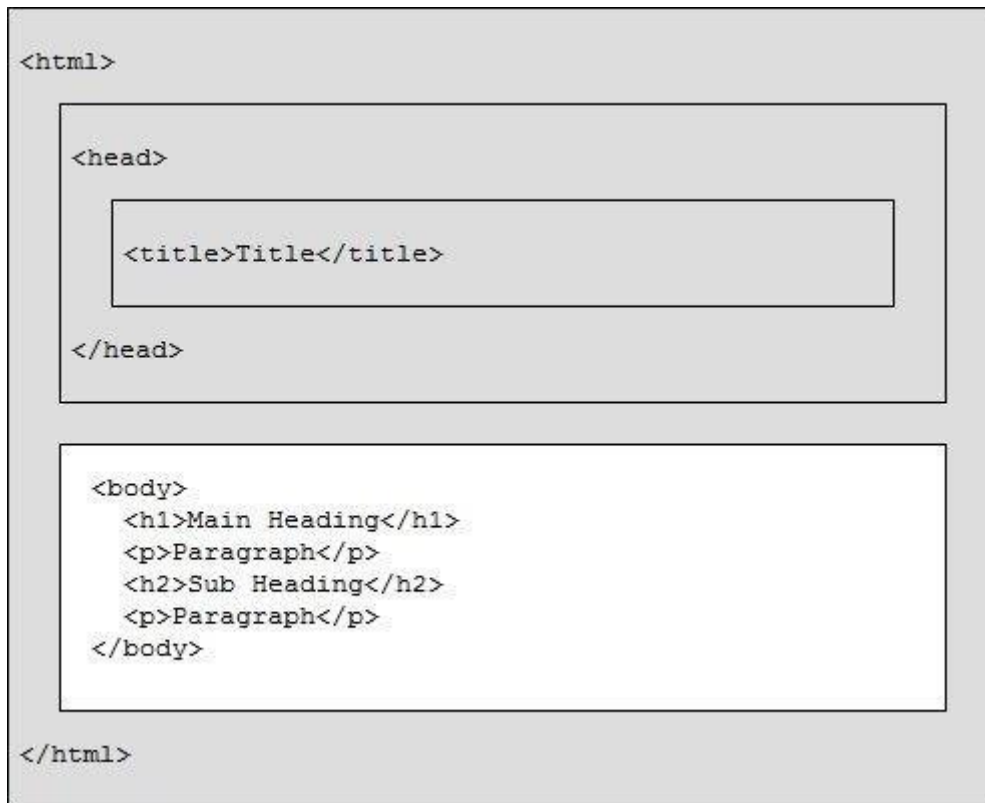 <html>
<head>
<title>Title</title>
</head>
<body>
<h1>Main Heading</h1>
<p>Paragraph</p>
<h2>Sub Heading</h2>
<p>Paragraph</p>
</body>
</html>